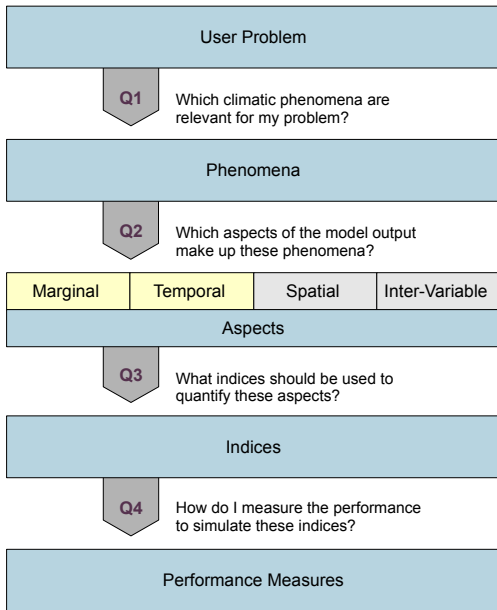 User Problem
Q1
Which climatic phenomena are
relevant for my problem?
Phenomena
Q2
Which aspects of the model output
make up these phenomena?
Marginal Temporal Spatial Inter-Variable
Aspects
Q3
What indices should be used to
quantify these aspects?
Indices
Q4
How do I measure the performance
to simulate these indices?
Performance Measures